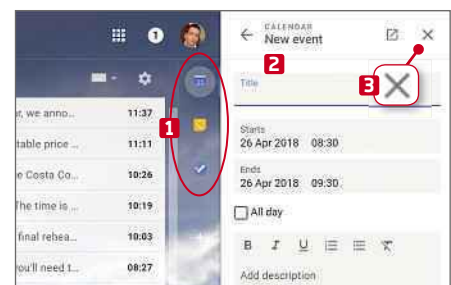 1
r, we anno... 11:37
table price ... 11:11
e Costa Co... 10:26
The time is ... 10:19
final rehea... 10:03
ou'll need t... 08:27
1
CALENDAR
New event
2
Title
3
Starts
26 Apr 2018 08:30
Ends
26 Apr 2018 09:30
All day
B I U
Add description